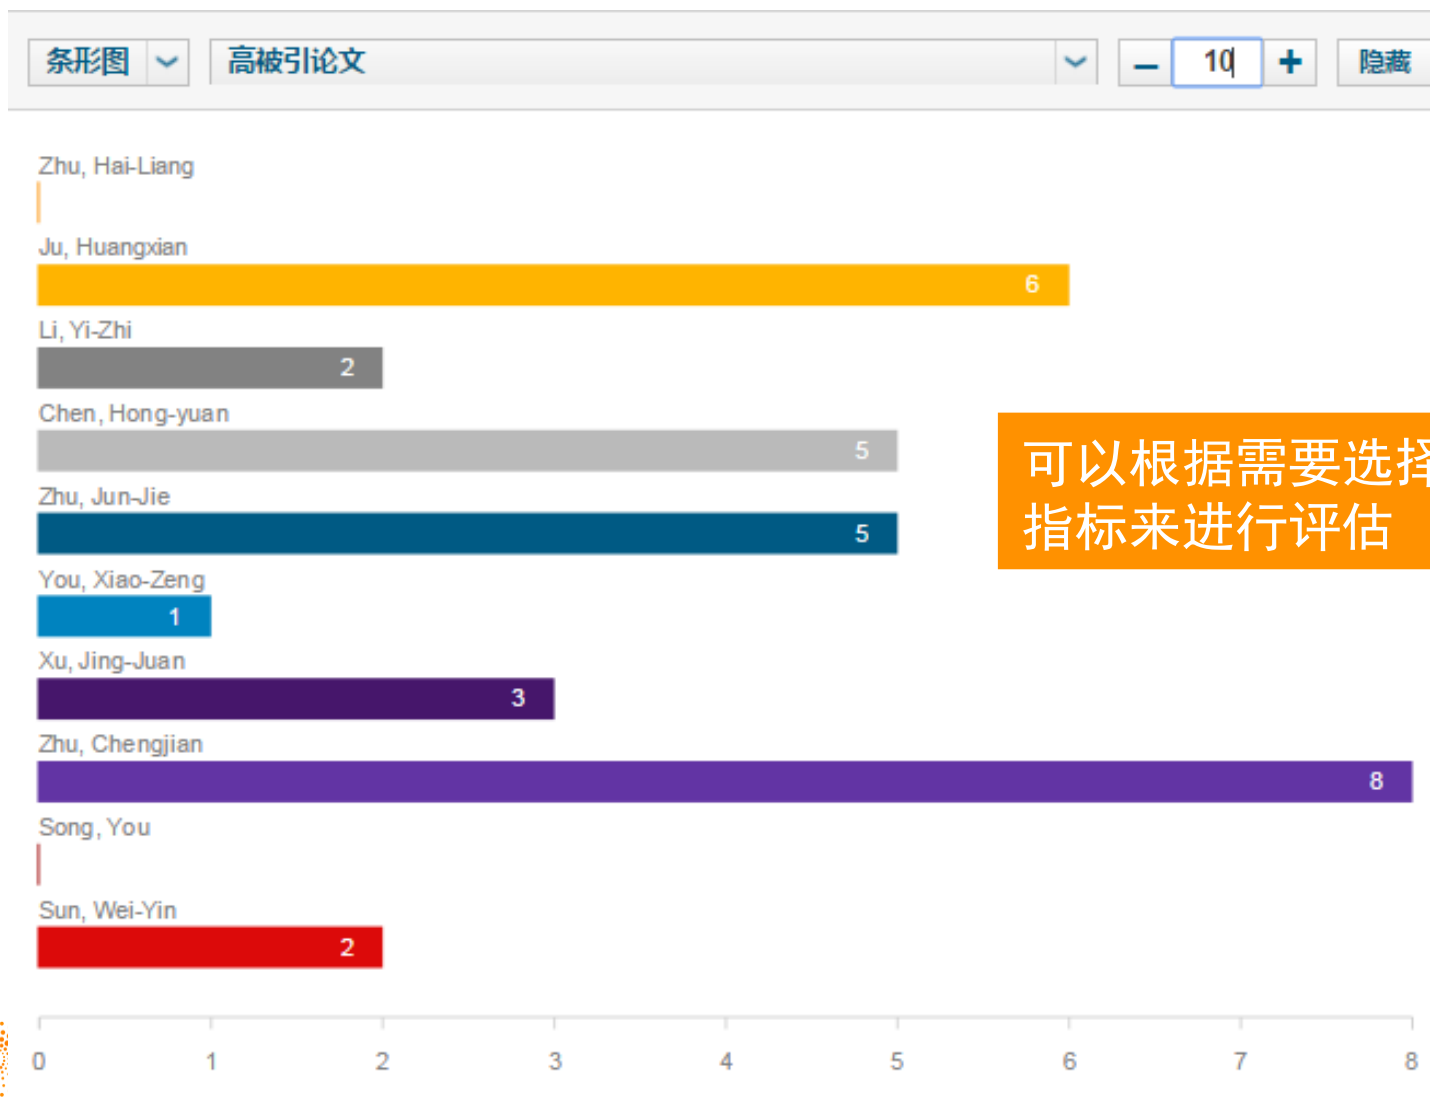 条形图 高被引论文 10 隐藏
Zhu, Hai-Liang
Ju, Huangxian
6
Li, Yi-Zhi
2
Chen, Hong-yuan
5
Zhu, Jun-Jie
5
You, Xiao-Zeng
1
Xu, Jing-Juan
3
Zhu, Chengjian
8
Song, You
Sun, Wei-Yin
2
可以根据需要选择
指标来进行评估
0 1 2 3 4 5 6 7 8